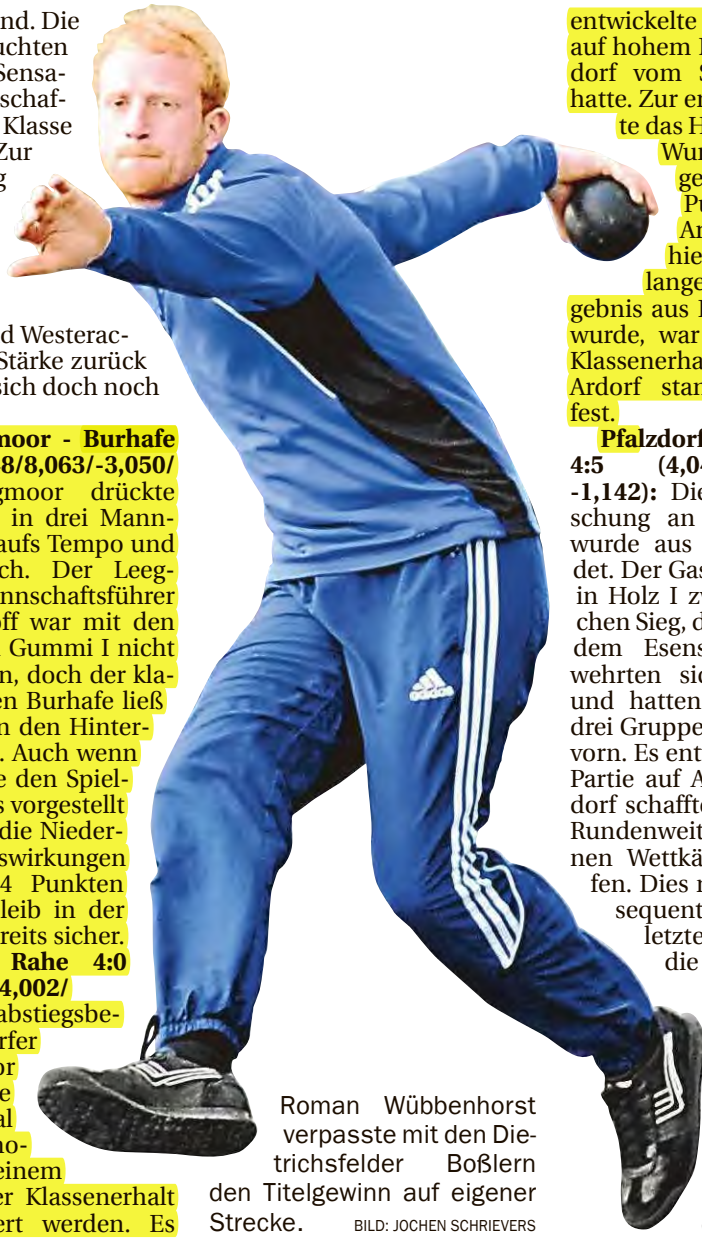 nd. Die
uchten
Sensa-
schaf-
Klasse
Zur
g
d Westerac-
Stärke zurück
sich doch noch
moor - Burhafe
8/8,063/-3,050/
gmoor drückte
in drei Mann-
aufs Tempo und
ch. Der Leeg-
nnschaftsführer
off war mit den
Gummi I nicht
n, doch der kla-
en Burhafe ließ
n den Hinter-
. Auch wenn
e den Spiel-
s vorgestellt
die Nieder-
swirkungen
4 Punkten
leib in der
reits sicher.
Rahe 4:0
4,002/
abstiegsbe-
rfer
or
e
al
no-
einem
er Klassenerhalt
ert werden. Es
adidas
Roman Wübbenhorst
verpasste mit den Die-
trichsfelder Boßlern
den Titelgewinn auf eigener
Strecke. BILD: JOCHEN SCHRIEVERS
entwickelte
auf hohem
dorf vom S
hatte. Zur er
te das H
Wur
ge
Pu
Ar
hie
lange
gebnis aus
wurde, war
Klassenerha
Ardorf stan
fest.
Pfalzdorf
4:5 (4,04
-1,142): Die
schung an
wurde aus
det. Der Gas
in Holz I zw
chen Sieg, d
dem Esens
wehrten sic
und hatten
drei Gruppe
vorn. Es ent
Partie auf A
dorf schaffte
Rundenweit
nen Wettkä
fen. Dies
sequent
letzte
die